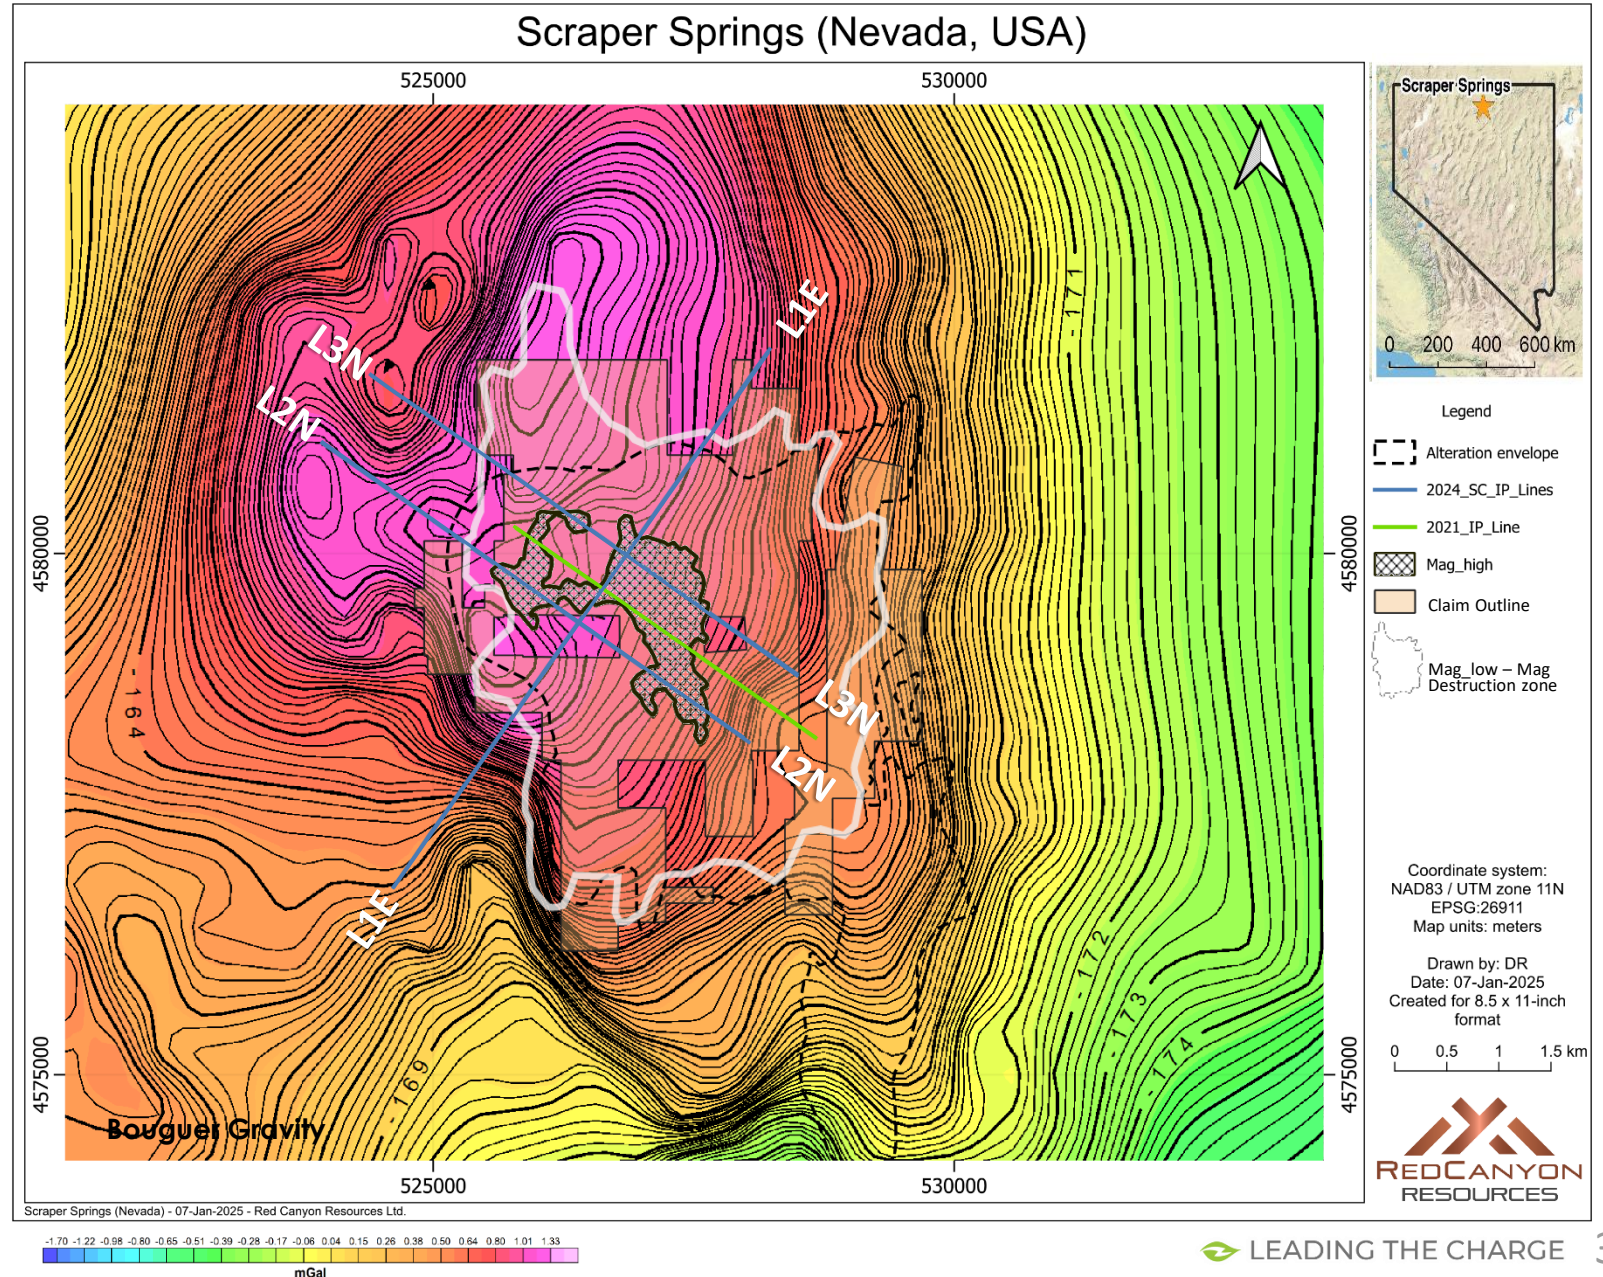 Scraper Springs (Nevada, USA)
525000
530000
Scraper Springs
0 200 400 600 km
- 171
L1E
L3N
L2N
Legend
Alteration envelope
2024_SC_IP_Lines
2021_IP_Line
Mag_high
Claim Outline
Mag_low – Mag
Destruction zone
4580000
4580000
- 164
L3N
L2N
L1E
- 172
- 173
- 174
- 169
4575000
4575000
Coordinate system:
NAD83 / UTM zone 11N
EPSG:26911
Map units: meters
Drawn by: DR
Date: 07-Jan-2025
Created for 8.5 x 11-inch
format
0 0.5 1 1.5 km
Bouguer Gravity
525000
530000
REDCANYON
RESOURCES
Scraper Springs (Nevada) - 07-Jan-2025 - Red Canyon Resources Ltd.
-1.70 -1.22 -0.98 -0.80 -0.65 -0.51 -0.39 -0.28 -0.17 -0.06 0.04 0.15 0.26 0.38 0.50 0.64 0.80 1.01 1.33
mGal
LEADING THE CHARGE